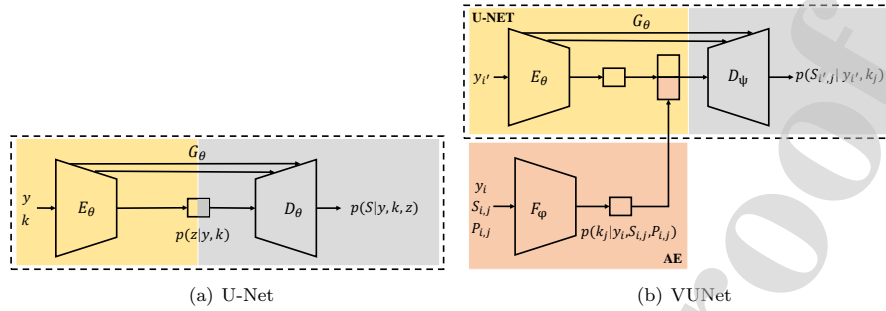 G_θ
y
k
E_θ
D_θ
p(S|y, k, z)
p(z|y, k)
(a) U-Net
U-NET
G_θ
y_{i'}
E_θ
D_ψ
p(S_{i',j}|y_{i'}, k_j)
y_i
S_{i,j}
P_{i,j}
F_φ
p(k_j|y_i,S_{i,j},P_{i,j})
AE
(b) VUNet
roof